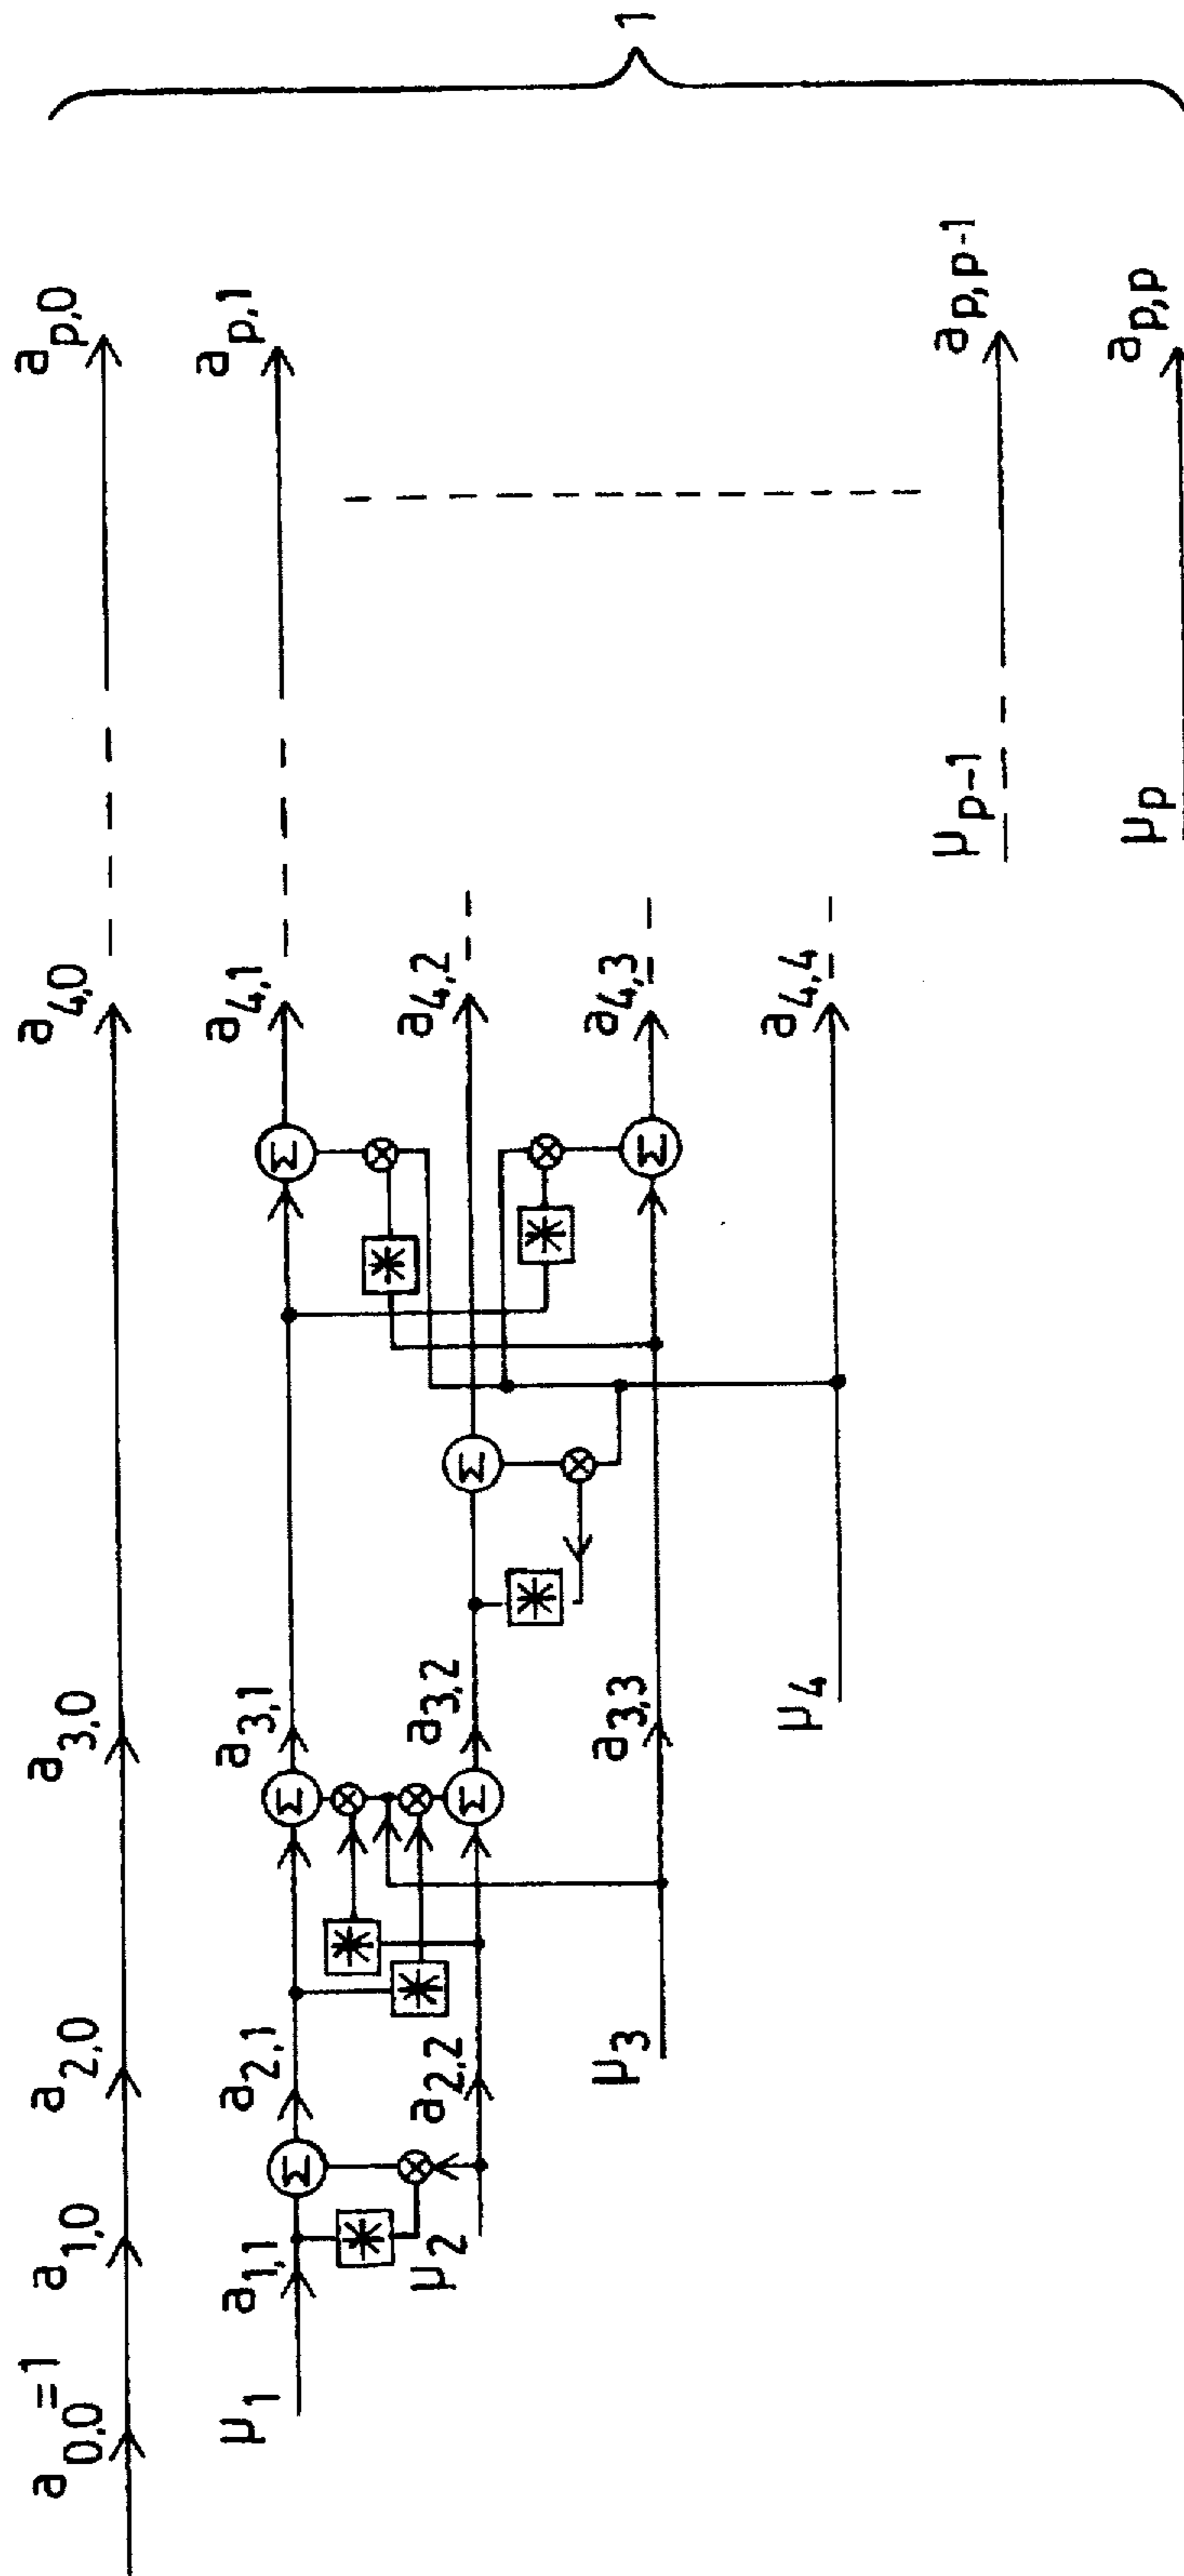 a0,0=1
a1,0
a2,0
a3,0
a4,0
ap,0
μ1
a1,1
Σ
a2,1
Σ
a3,1
Σ
a4,1
ap,1
*
*
*
*
*
*
μ2
a2,2
Σ
a3,2
Σ
a4,2
μ3
a3,3
Σ
a4,3
μ4
a4,4
μp-1
ap,p-1
μp
ap,p
1